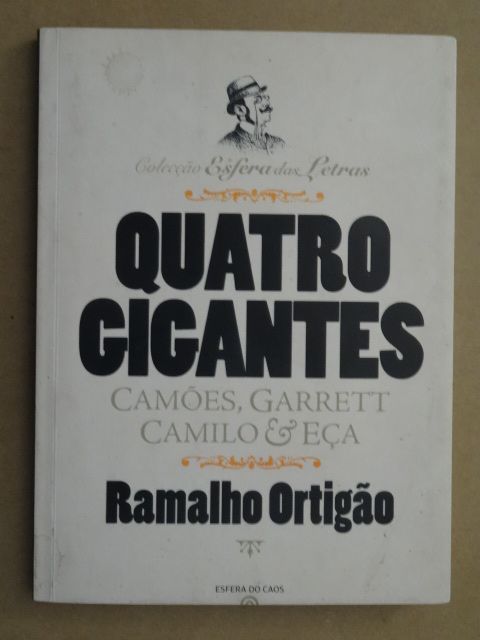 Colecção Esfera das Letras
QUATRO
GIGANTES
CAMÕES, GARRETT
CAMILO & EÇA
Ramalho Ortigão
ESFERA DO CAOS